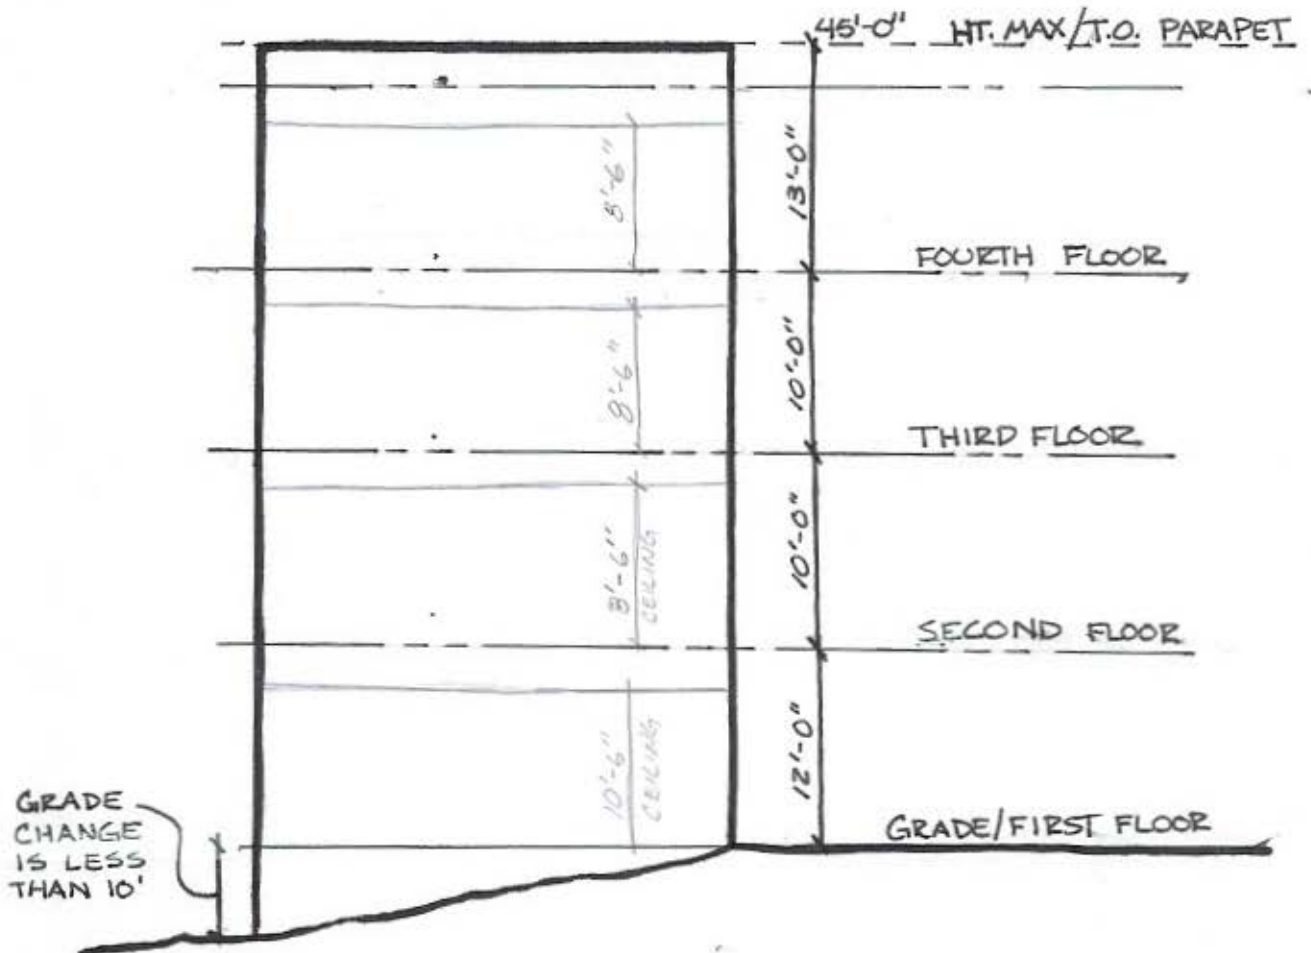 45'-0" HT. MAX/T.O. PARAPET
13'-0"
8'-6"
FOURTH FLOOR
10'-0"
8'-6"
THIRD FLOOR
10'-0"
8'-6"
CEILING
SECOND FLOOR
12'-0"
10'-6"
CEILING
GRADE/FIRST FLOOR
GRADE
CHANGE
IS LESS
THAN 10'